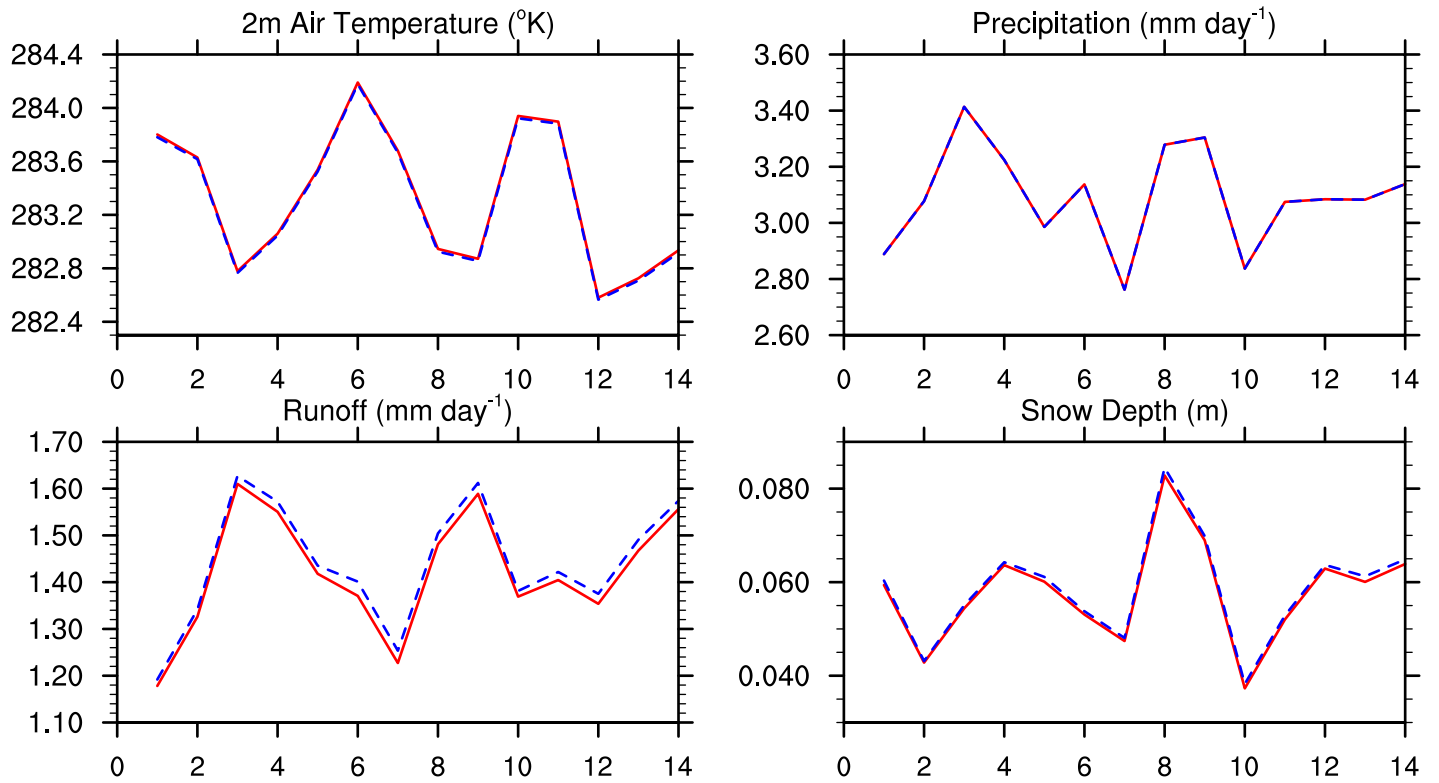 2m Air Temperature (°K)
284.4
284.0
283.6
283.2
282.8
282.4
0 2 4 6 8 10 12 14
Precipitation (mm day⁻¹)
3.60
3.40
3.20
3.00
2.80
2.60
0 2 4 6 8 10 12 14
Runoff (mm day⁻¹)
1.70
1.60
1.50
1.40
1.30
1.20
1.10
0 2 4 6 8 10 12 14
Snow Depth (m)
0.080
0.060
0.040
0 2 4 6 8 10 12 14